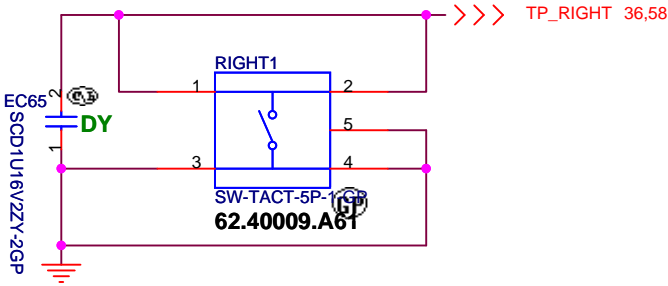 TP_RIGHT 36,58
RIGHT1
1
2
5
3
4
SW-TACT-5P-1-GP
62.40009.A61
GP
EC65
2
DY
1
SCD1U16V2ZY-2GP